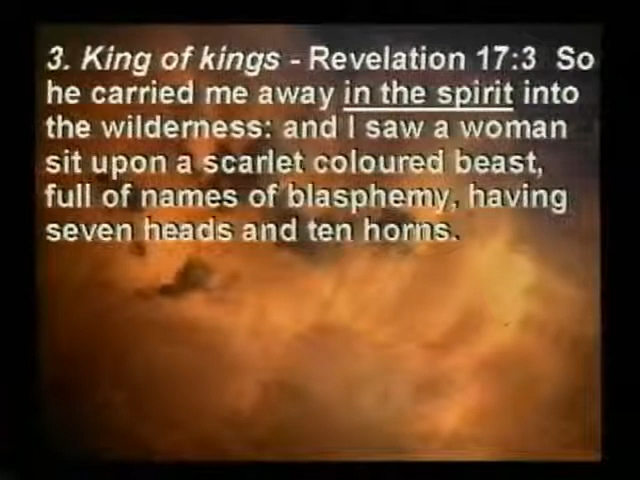 3. King of kings - Revelation 17:3 So
he carried me away in the spirit into
the wilderness: and I saw a woman
sit upon a scarlet coloured beast,
full of names of blasphemy, having
seven heads and ten horns.